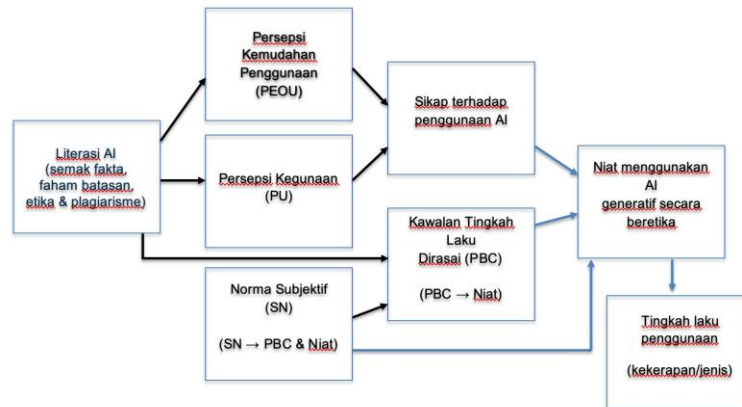 Persepsi
Kemudahan
Penggunaan
(PEOU)
Sikap terhadap
penggunaan AI
Literasi AI
(semak fakta,
faham batasan,
etika & plagiarisme)
Persepsi Kegunaan
(PU)
Niat menggunakan
AI
generatif secara
beretika
Kawalan Tingkah
Laku
Dirasai (PBC)
(PBC → Niat)
Norma Subjektif
(SN)
(SN → PBC & Niat)
Tingkah laku
penggunaan
(kekerapan/jenis)